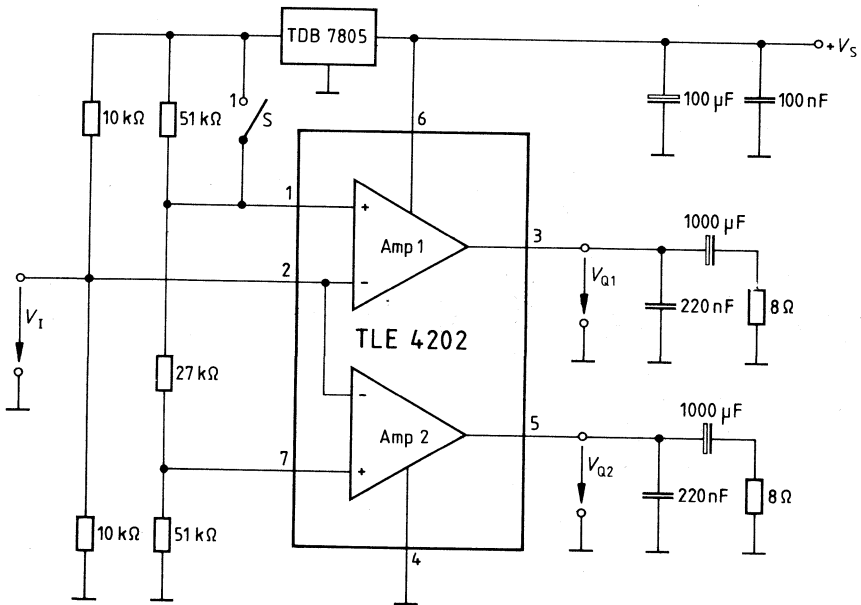 TDB 7805
+VS
10 kΩ
51 kΩ
1
S
100 µF
100 nF
6
1
+
Amp 1
-
3
1000 µF
2
VQ1
220 nF
8 Ω
VI
TLE 4202
27 kΩ
-
Amp 2
+
5
1000 µF
7
VQ2
220 nF
8 Ω
10 kΩ
51 kΩ
4